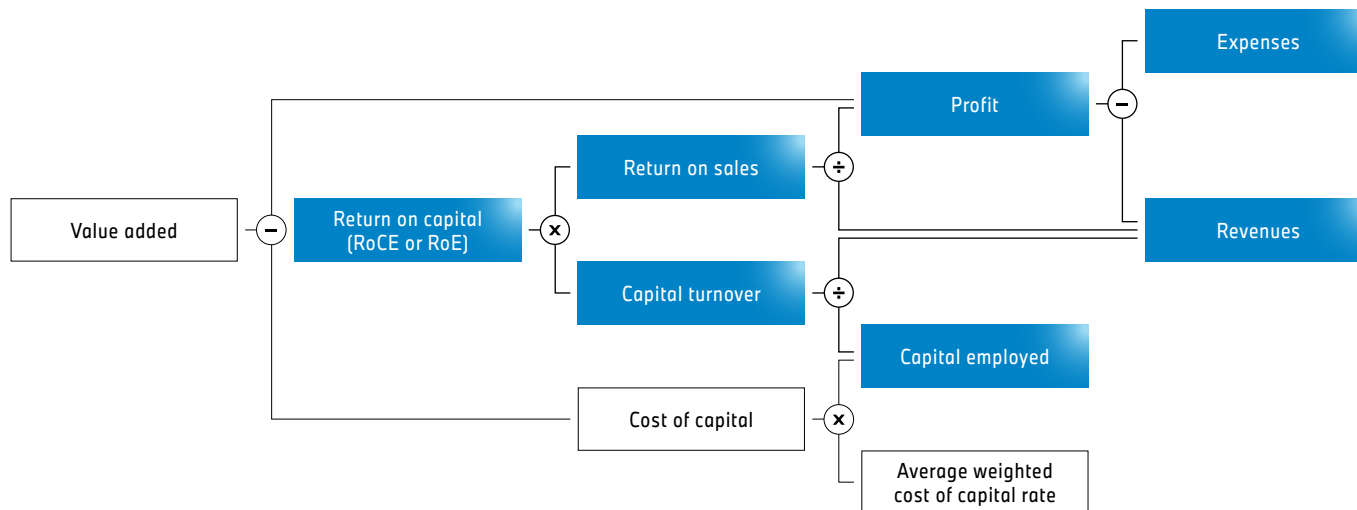 Expenses
Profit
−
Return on sales
÷
Value added
−
Return on capital
(RoCE or RoE)
x
Revenues
Capital turnover
÷
Capital employed
Cost of capital
x
Average weighted
cost of capital rate